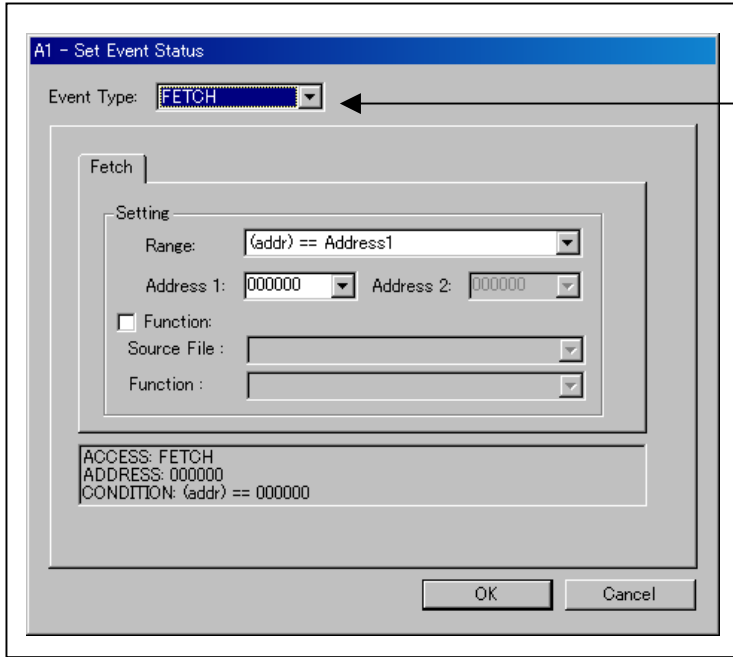 A1 - Set Event Status
Event Type: FETCH
Fetch
Setting
Range: (addr) == Address1
Address 1: 000000 Address 2: 000000
Function:
Source File :
Function :
ACCESS: FETCH
ADDRESS: 000000
CONDITION: (addr) == 000000
OK Cancel